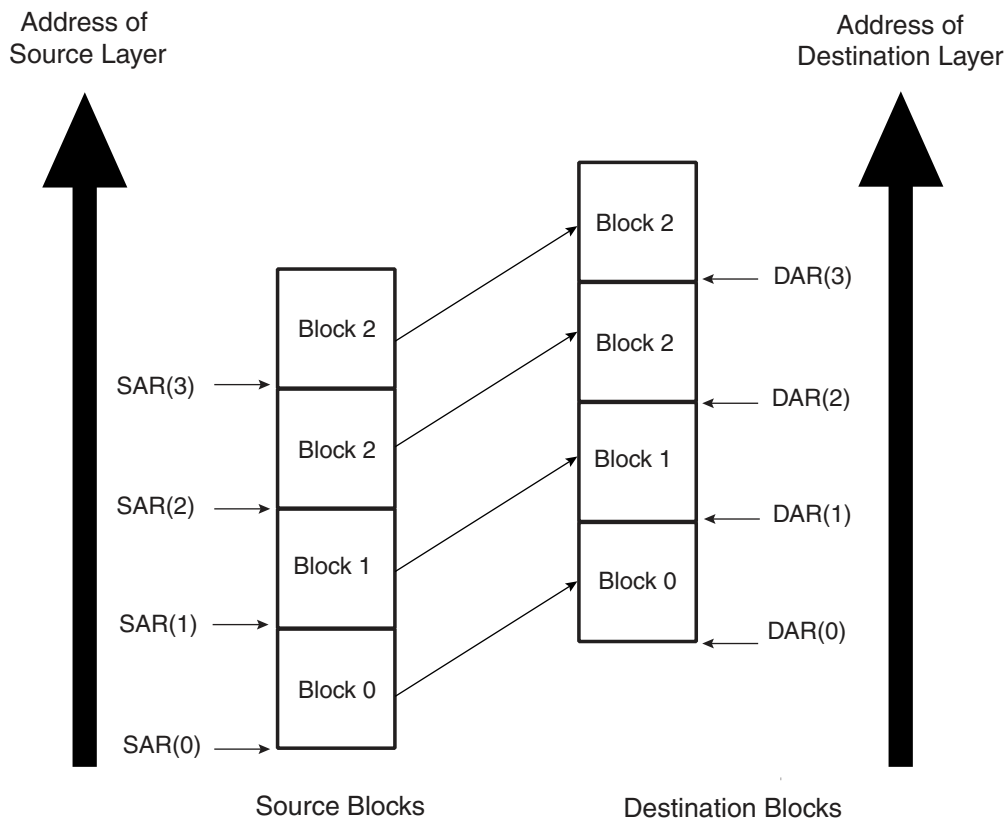 Address of
Source Layer
Address of
Destination Layer
Block 2
Block 2
DAR(3)
Block 2
Block 2
SAR(3)
DAR(2)
Block 2
Block 1
SAR(2)
DAR(1)
Block 1
Block 0
SAR(1)
DAR(0)
Block 0
SAR(0)
Source Blocks
Destination Blocks